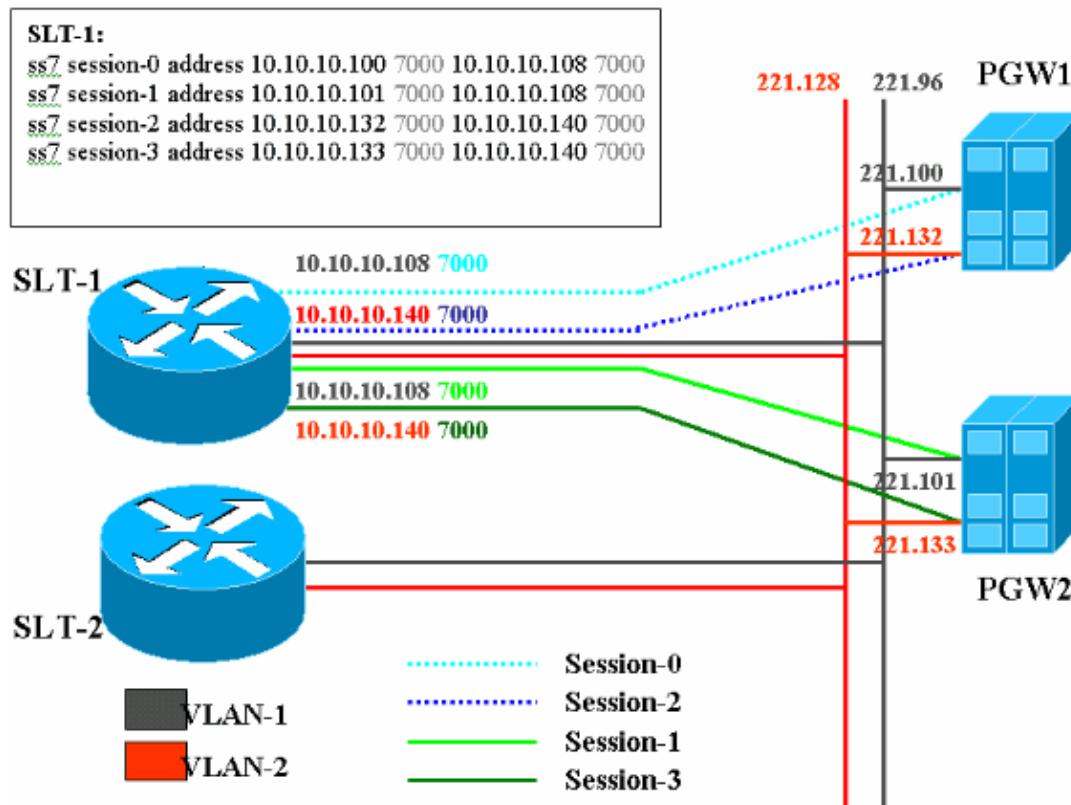 SLT-1:
ss7 session-0 address 10.10.10.100 7000 10.10.10.108 7000
ss7 session-1 address 10.10.10.101 7000 10.10.10.108 7000
ss7 session-2 address 10.10.10.132 7000 10.10.10.140 7000
ss7 session-3 address 10.10.10.133 7000 10.10.10.140 7000
221.128
221.96
PGW1
221.100
221.132
SLT-1
10.10.10.108 7000
10.10.10.140 7000
10.10.10.108 7000
10.10.10.140 7000
221.101
221.133
PGW2
SLT-2
VLAN-1
VLAN-2
Session-0
Session-2
Session-1
Session-3